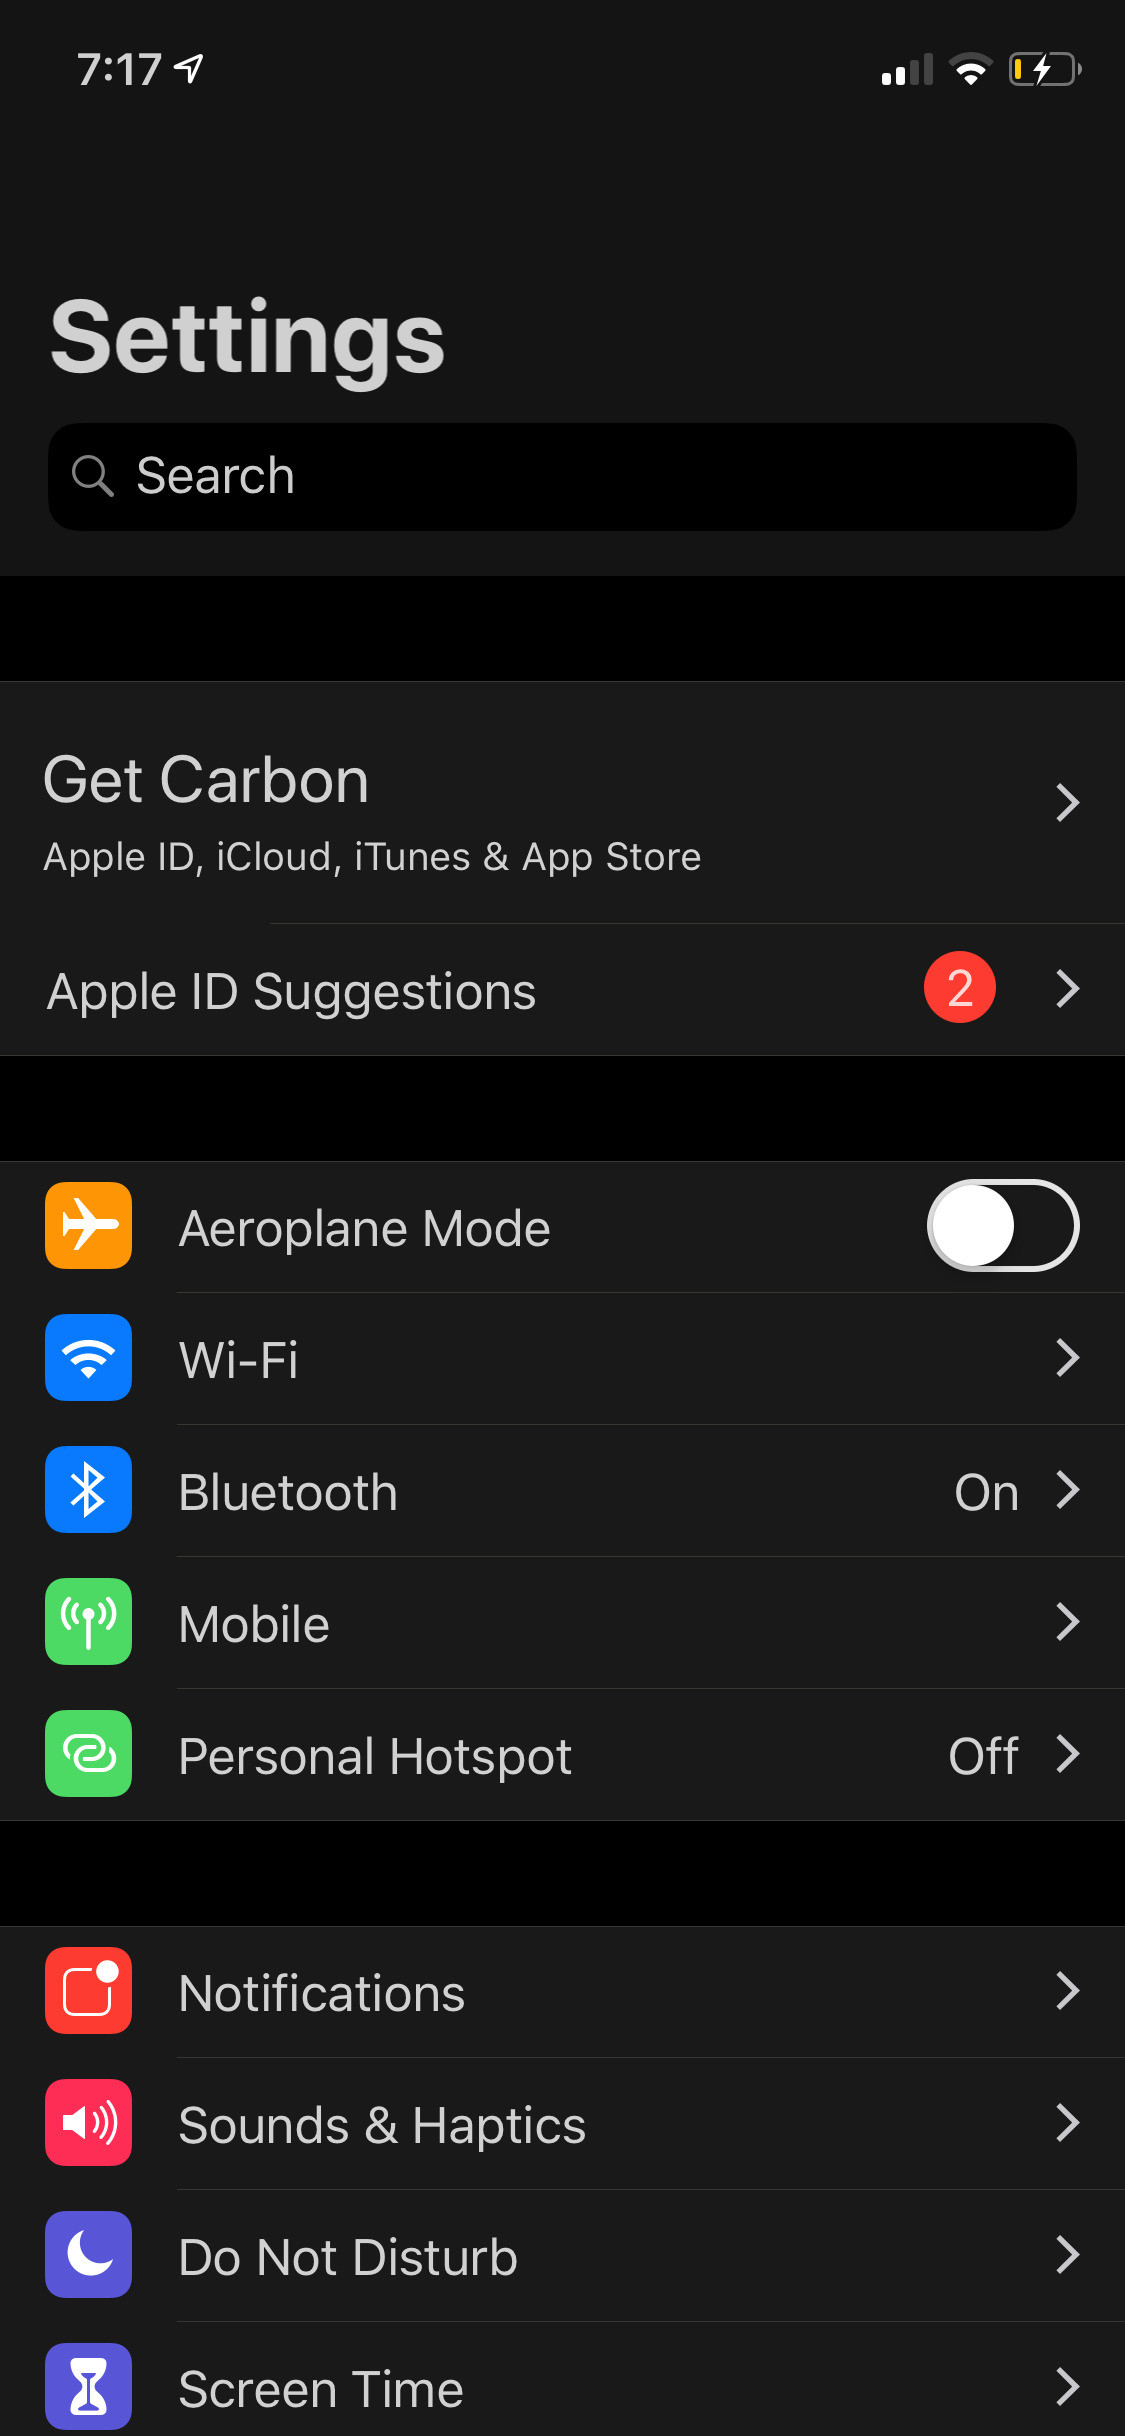 7:17
Settings
Search
Get Carbon
Apple ID, iCloud, iTunes & App Store
Apple ID Suggestions 2
Aeroplane Mode
Wi-Fi
Bluetooth On
Mobile
Personal Hotspot Off
Notifications
Sounds & Haptics
Do Not Disturb
Screen Time